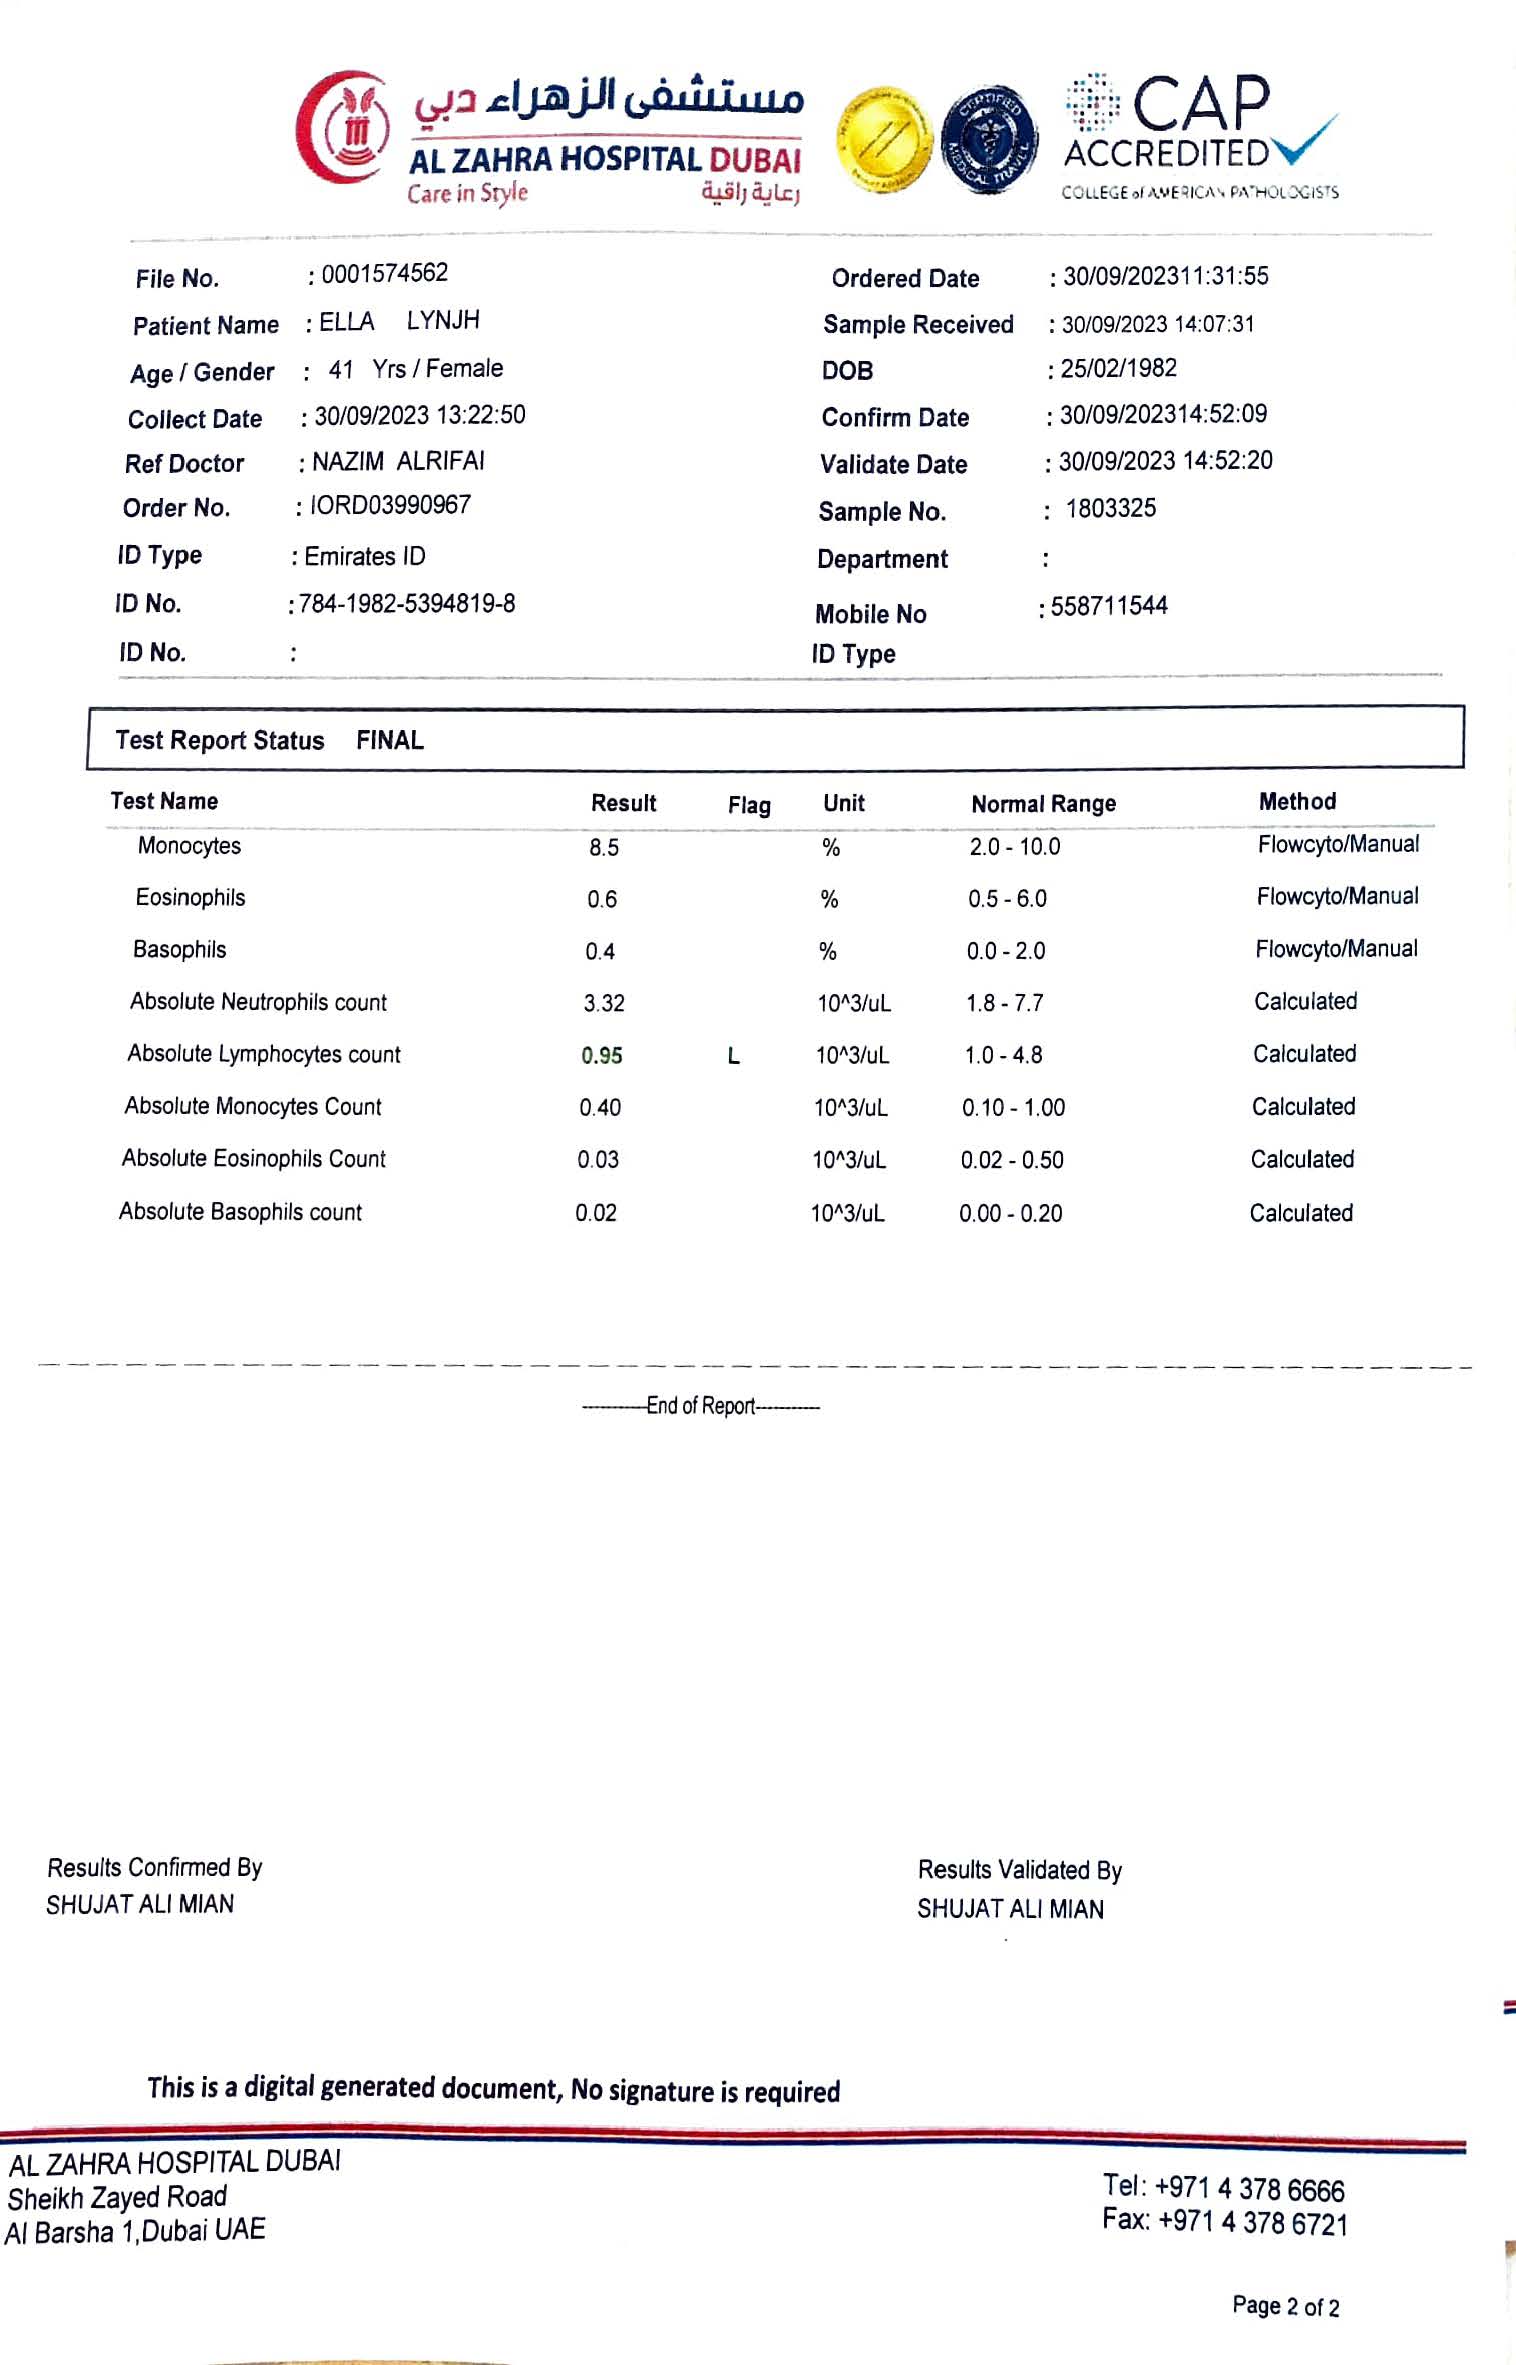 مستشفى الزهراء دبي
AL ZAHRA HOSPITAL DUBAI
Care in Style رعاية راقية
CERTIFIED
MEDICAL TRAVEL
CAP
ACCREDITED
COLLEGE of AMERICAN PATHOLOGISTS
File No. : 0001574562 Ordered Date : 30/09/202311:31:55
Patient Name : ELLA LYNJH Sample Received : 30/09/2023 14:07:31
Age / Gender : 41 Yrs / Female DOB : 25/02/1982
Collect Date : 30/09/2023 13:22:50 Confirm Date : 30/09/202314:52:09
Ref Doctor : NAZIM ALRIFAI Validate Date : 30/09/2023 14:52:20
Order No. : IORD03990967 Sample No. : 1803325
ID Type : Emirates ID Department :
ID No. : 784-1982-5394819-8 Mobile No : 558711544
ID No. : ID Type
Test Report Status FINAL
Test Name Result Flag Unit Normal Range Method
Monocytes 8.5 % 2.0 - 10.0 Flowcyto/Manual
Eosinophils 0.6 % 0.5 - 6.0 Flowcyto/Manual
Basophils 0.4 % 0.0 - 2.0 Flowcyto/Manual
Absolute Neutrophils count 3.32 10^3/uL 1.8 - 7.7 Calculated
Absolute Lymphocytes count 0.95 L 10^3/uL 1.0 - 4.8 Calculated
Absolute Monocytes Count 0.40 10^3/uL 0.10 - 1.00 Calculated
Absolute Eosinophils Count 0.03 10^3/uL 0.02 - 0.50 Calculated
Absolute Basophils count 0.02 10^3/uL 0.00 - 0.20 Calculated
-----------End of Report-----------
Results Confirmed By Results Validated By
SHUJAT ALI MIAN SHUJAT ALI MIAN
This is a digital generated document, No signature is required
AL ZAHRA HOSPITAL DUBAI
Sheikh Zayed Road Tel: +971 4 378 6666
Al Barsha 1,Dubai UAE Fax: +971 4 378 6721
Page 2 of 2